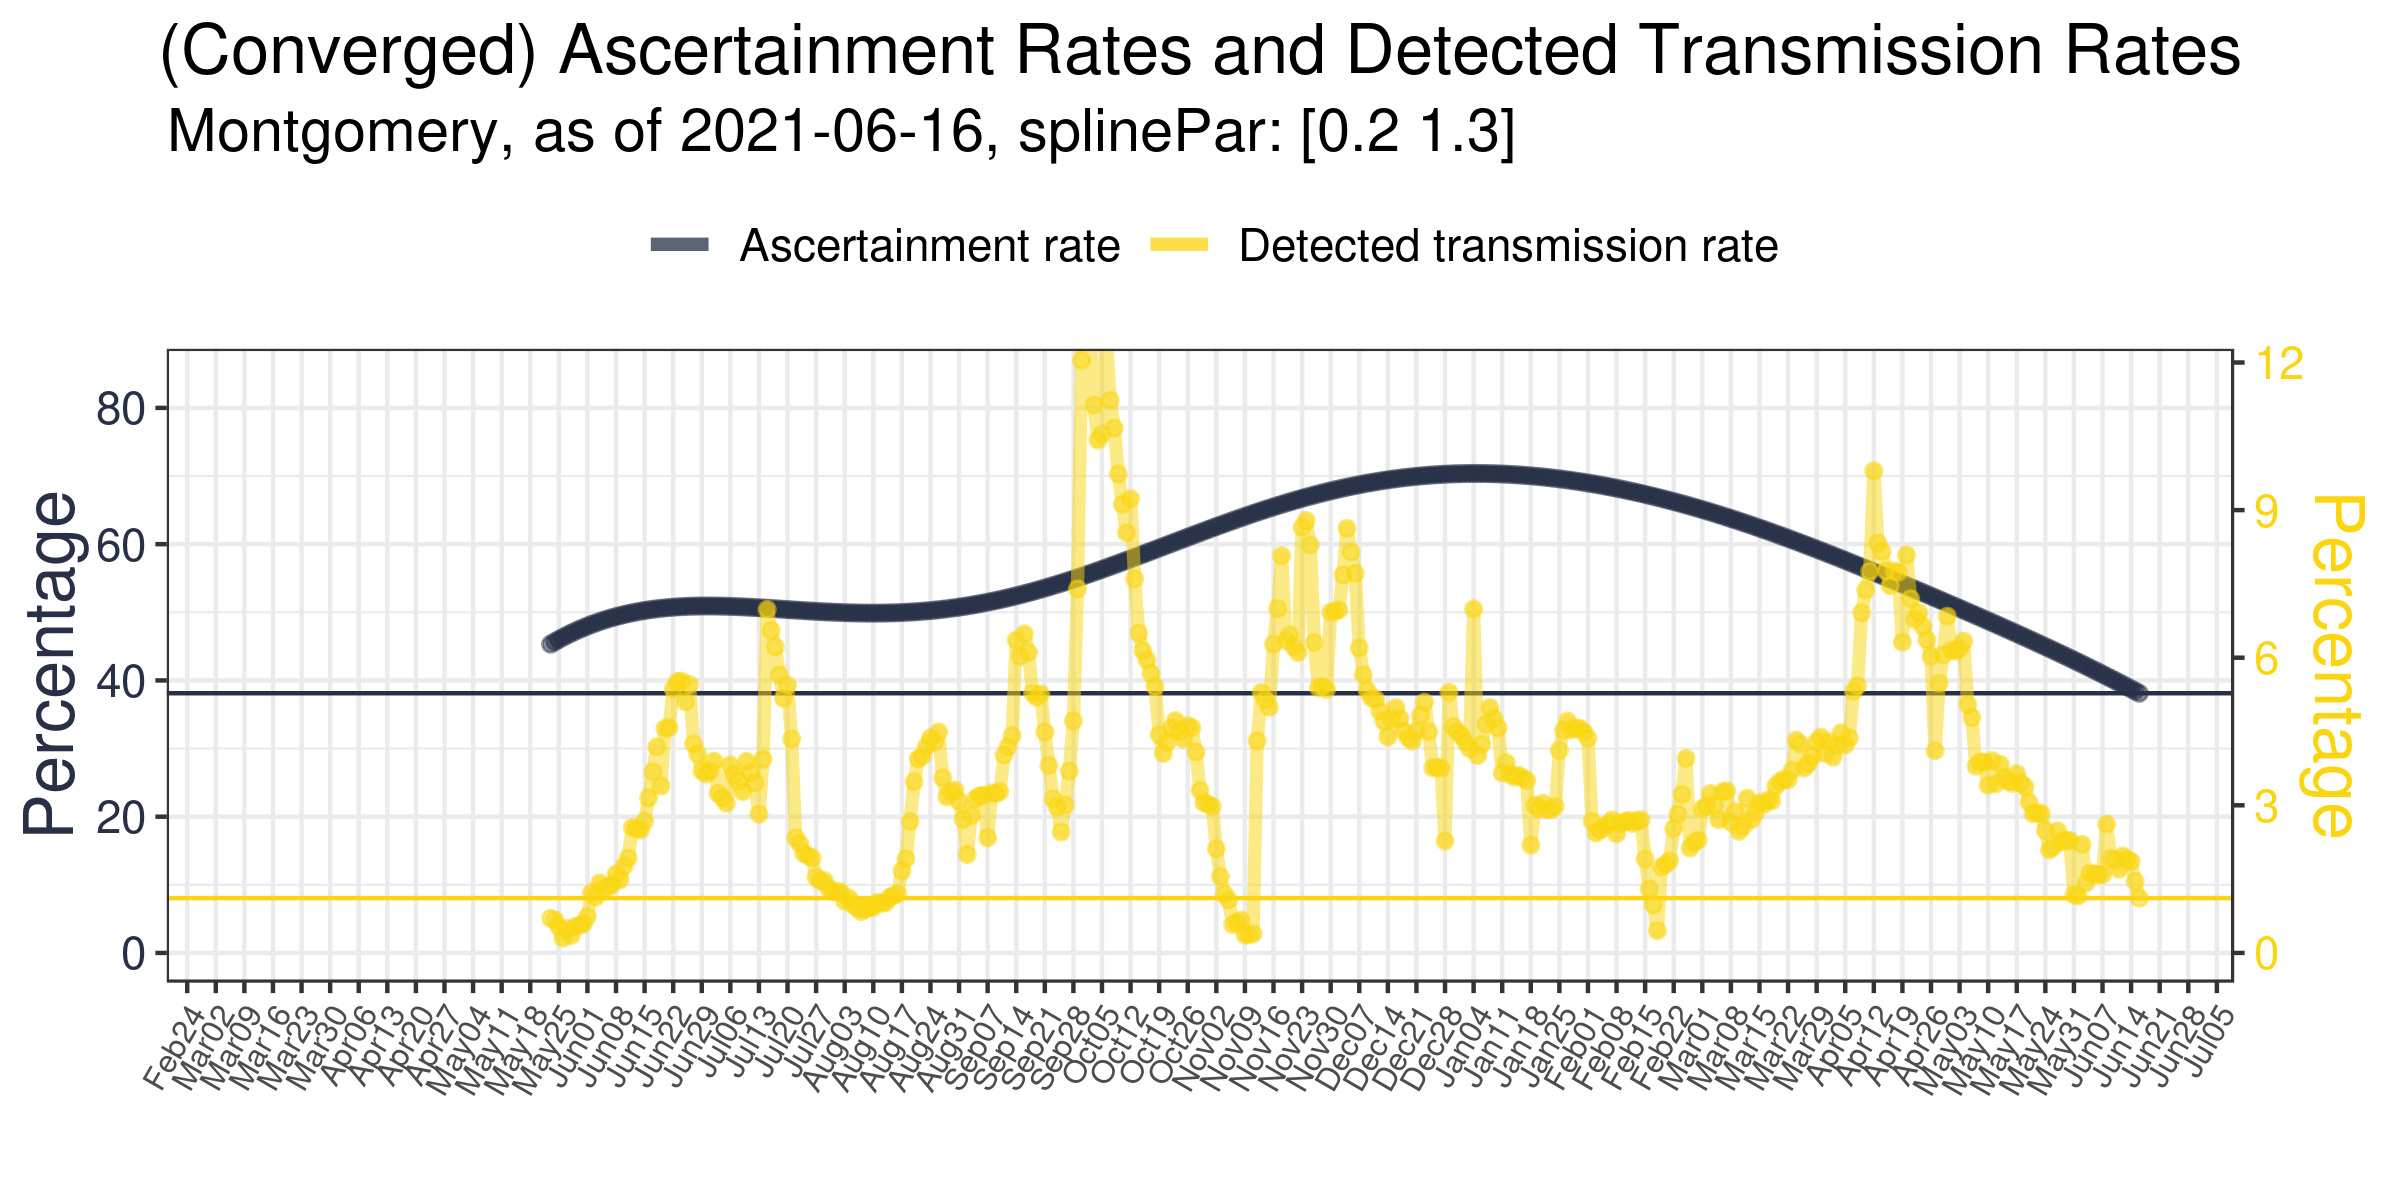 (Converged) Ascertainment Rates and Detected Transmission Rates
Montgomery, as of 2021-06-16, splinePar: [0.2 1.3]
Ascertainment rate
Detected transmission rate
Percentage
80
60
40
20
0
12
9
6
3
0
Percentage
Feb24
Mar02
Mar09
Mar16
Mar23
Mar30
Apr06
Apr13
Apr20
Apr27
May04
May11
May18
May25
Jun01
Jun08
Jun15
Jun22
Jun29
Jul06
Jul13
Jul20
Jul27
Aug03
Aug10
Aug17
Aug24
Aug31
Sep07
Sep14
Sep21
Sep28
Oct05
Oct12
Oct19
Oct26
Nov02
Nov09
Nov16
Nov23
Nov30
Dec07
Dec14
Dec21
Dec28
Jan04
Jan11
Jan18
Jan25
Feb01
Feb08
Feb15
Feb22
Mar01
Mar08
Mar15
Mar22
Mar29
Apr05
Apr12
Apr19
Apr26
May03
May10
May17
May24
May31
Jun07
Jun14
Jun21
Jun28
Jul05